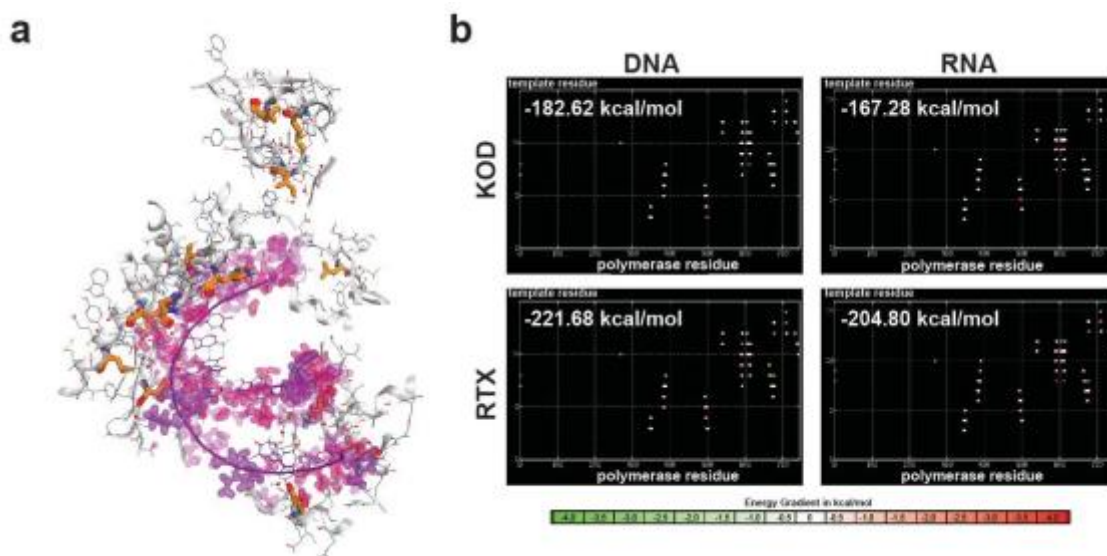 a
b
DNA
RNA
KOD
RTX
template residue
-182.62 kcal/mol
polymerase residue
template residue
-167.28 kcal/mol
polymerase residue
template residue
-221.68 kcal/mol
polymerase residue
template residue
-204.80 kcal/mol
polymerase residue
Energy Gradient in kcal/mol